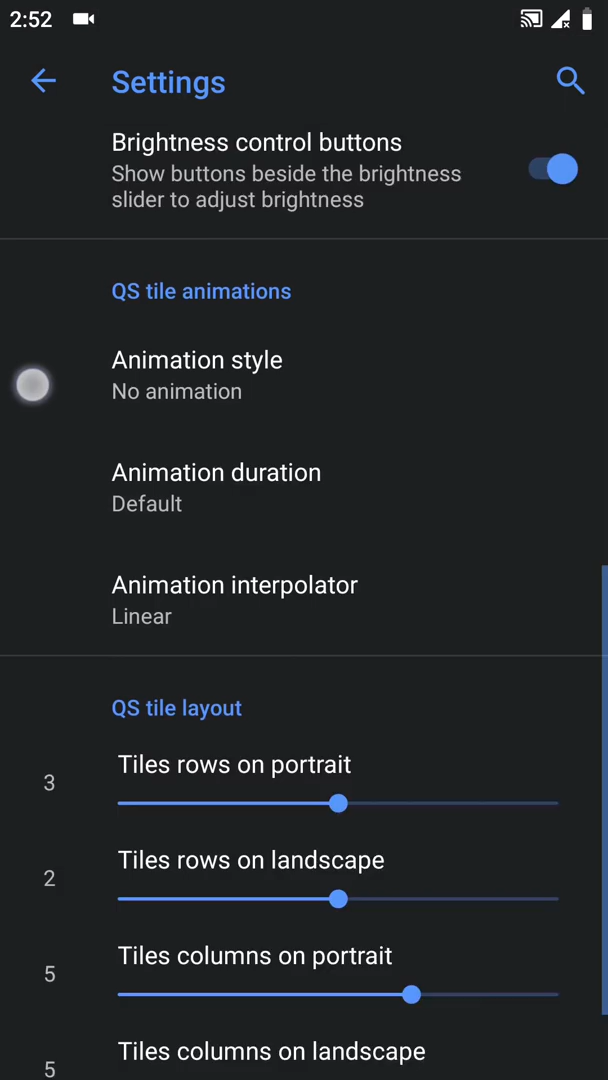 2:52
Settings
Brightness control buttons
Show buttons beside the brightness
slider to adjust brightness
QS tile animations
Animation style
No animation
Animation duration
Default
Animation interpolator
Linear
QS tile layout
Tiles rows on portrait
3
Tiles rows on landscape
2
Tiles columns on portrait
5
Tiles columns on landscape
5